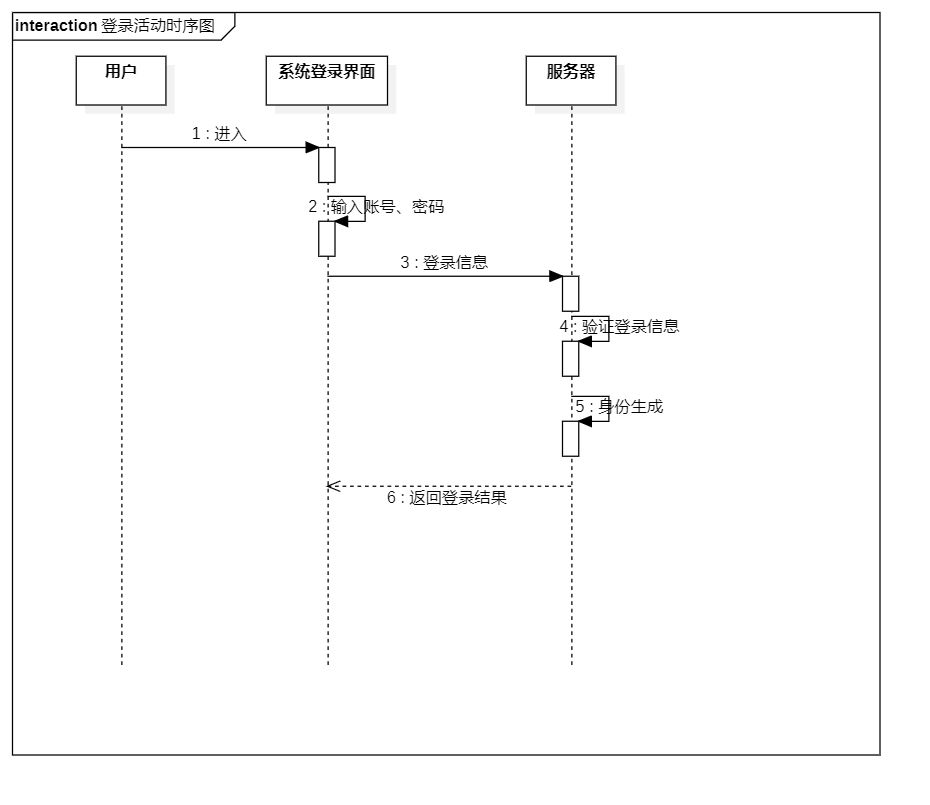 interaction 登录活动时序图
用户
系统登录界面
服务器
1 : 进入
2 : 输入账号、密码
3 : 登录信息
4 : 验证登录信息
5 : 身份生成
6 : 返回登录结果